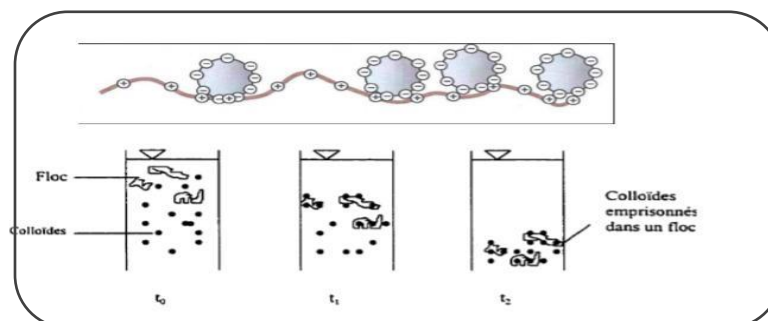 Floc
Colloïdes
Colloïdes
emprisonnés
dans un floc
t₀
t₁
t₂